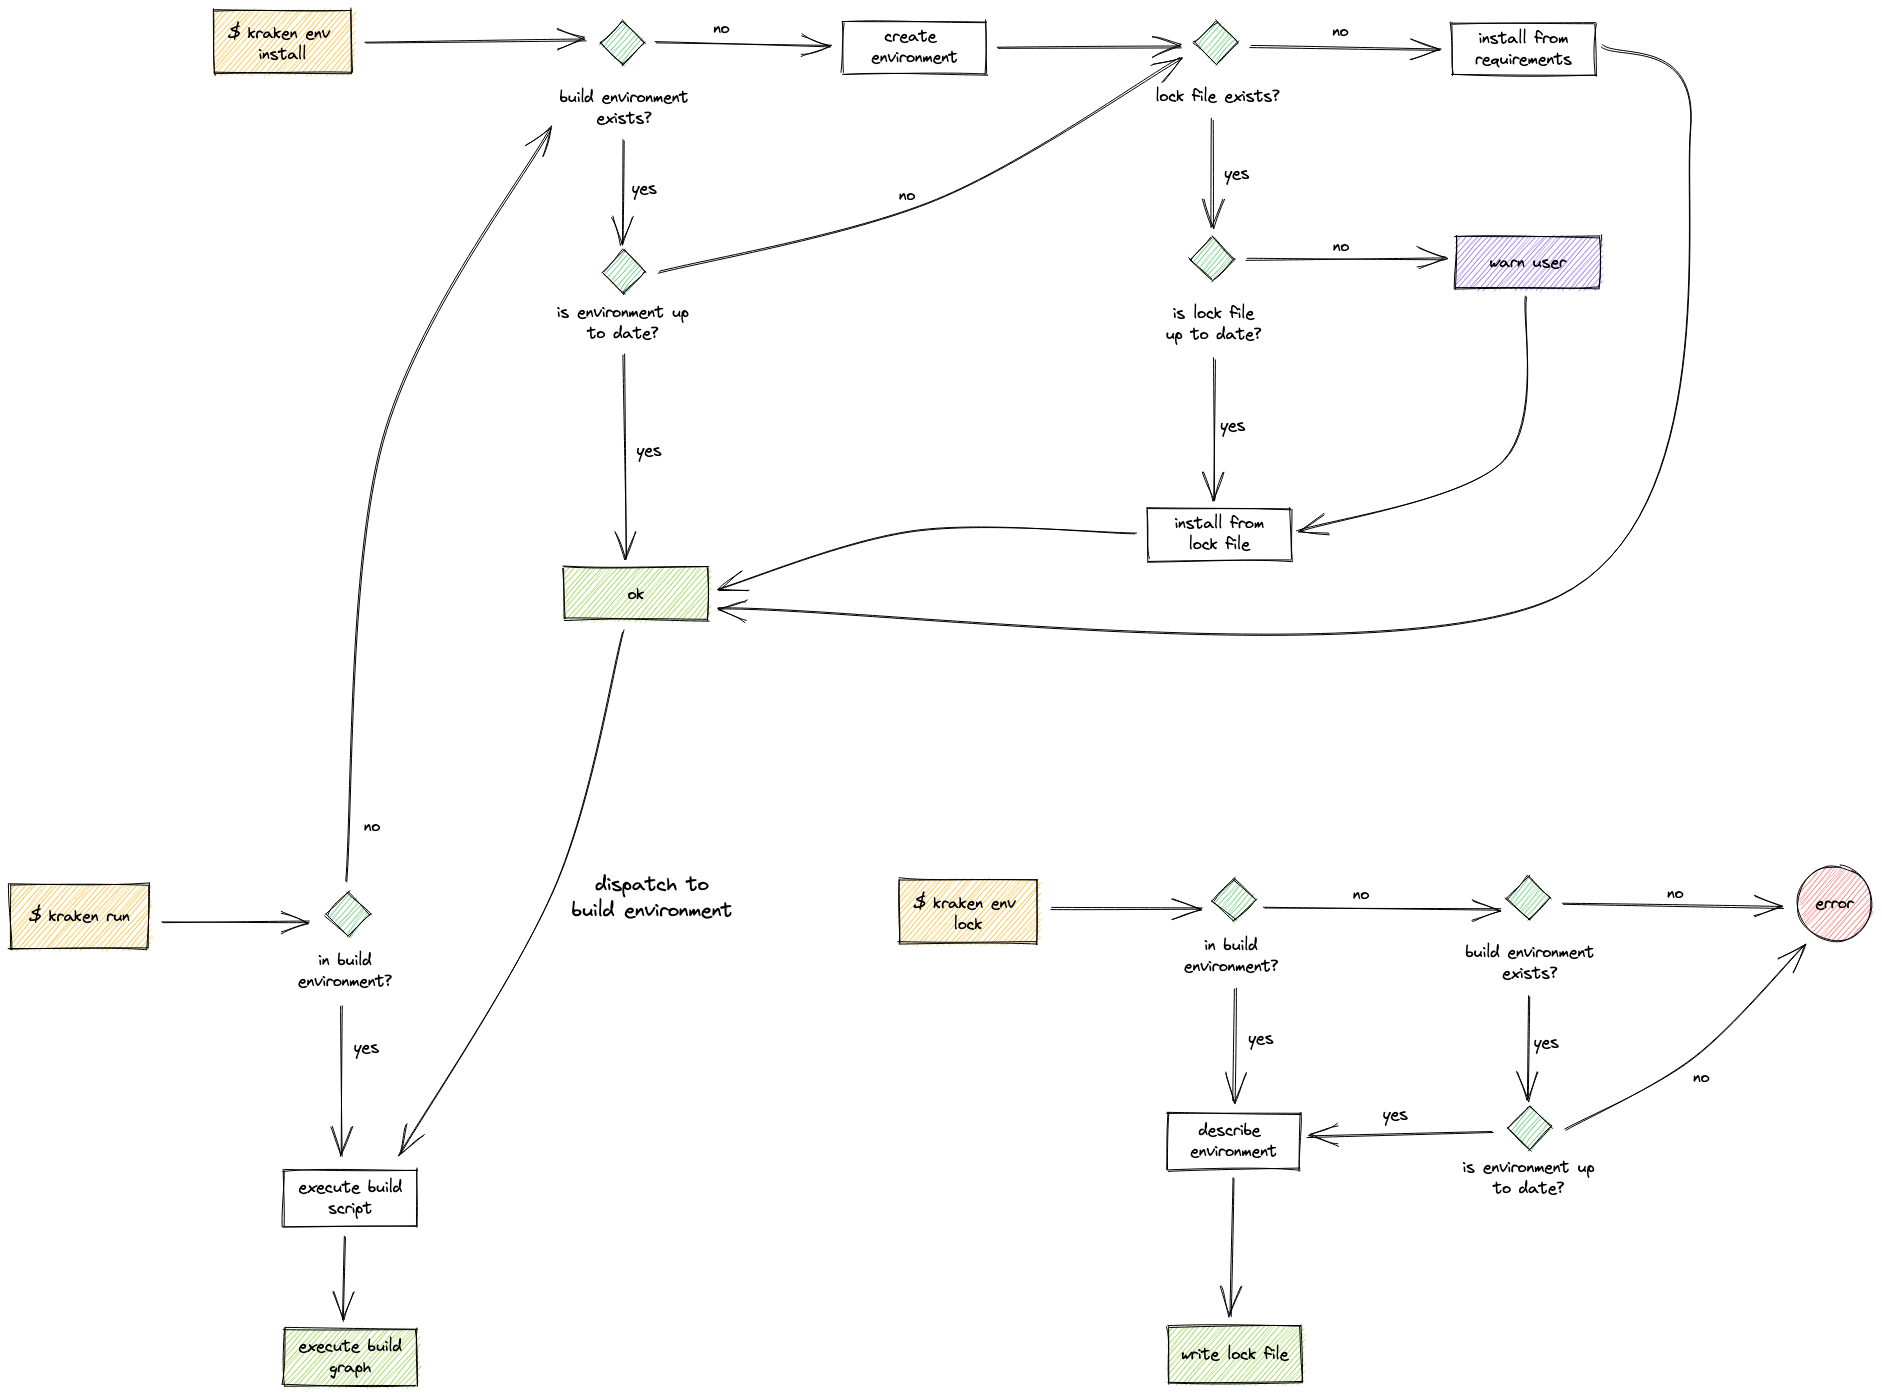 $ kraken env
install
no
create
environment
no
install from
requirements
build environment
exists?
lock file exists?
yes
no
yes
no
warn user
is environment up
to date?
is lock file
up to date?
yes
yes
install from
lock file
ok
no
dispatch to
build environment
$ kraken run
in build
environment?
yes
execute build
script
execute build
graph
$ kraken env
lock
no
no
error
in build
environment?
build environment
exists?
yes
yes
no
yes
describe
environment
is environment up
to date?
write lock file